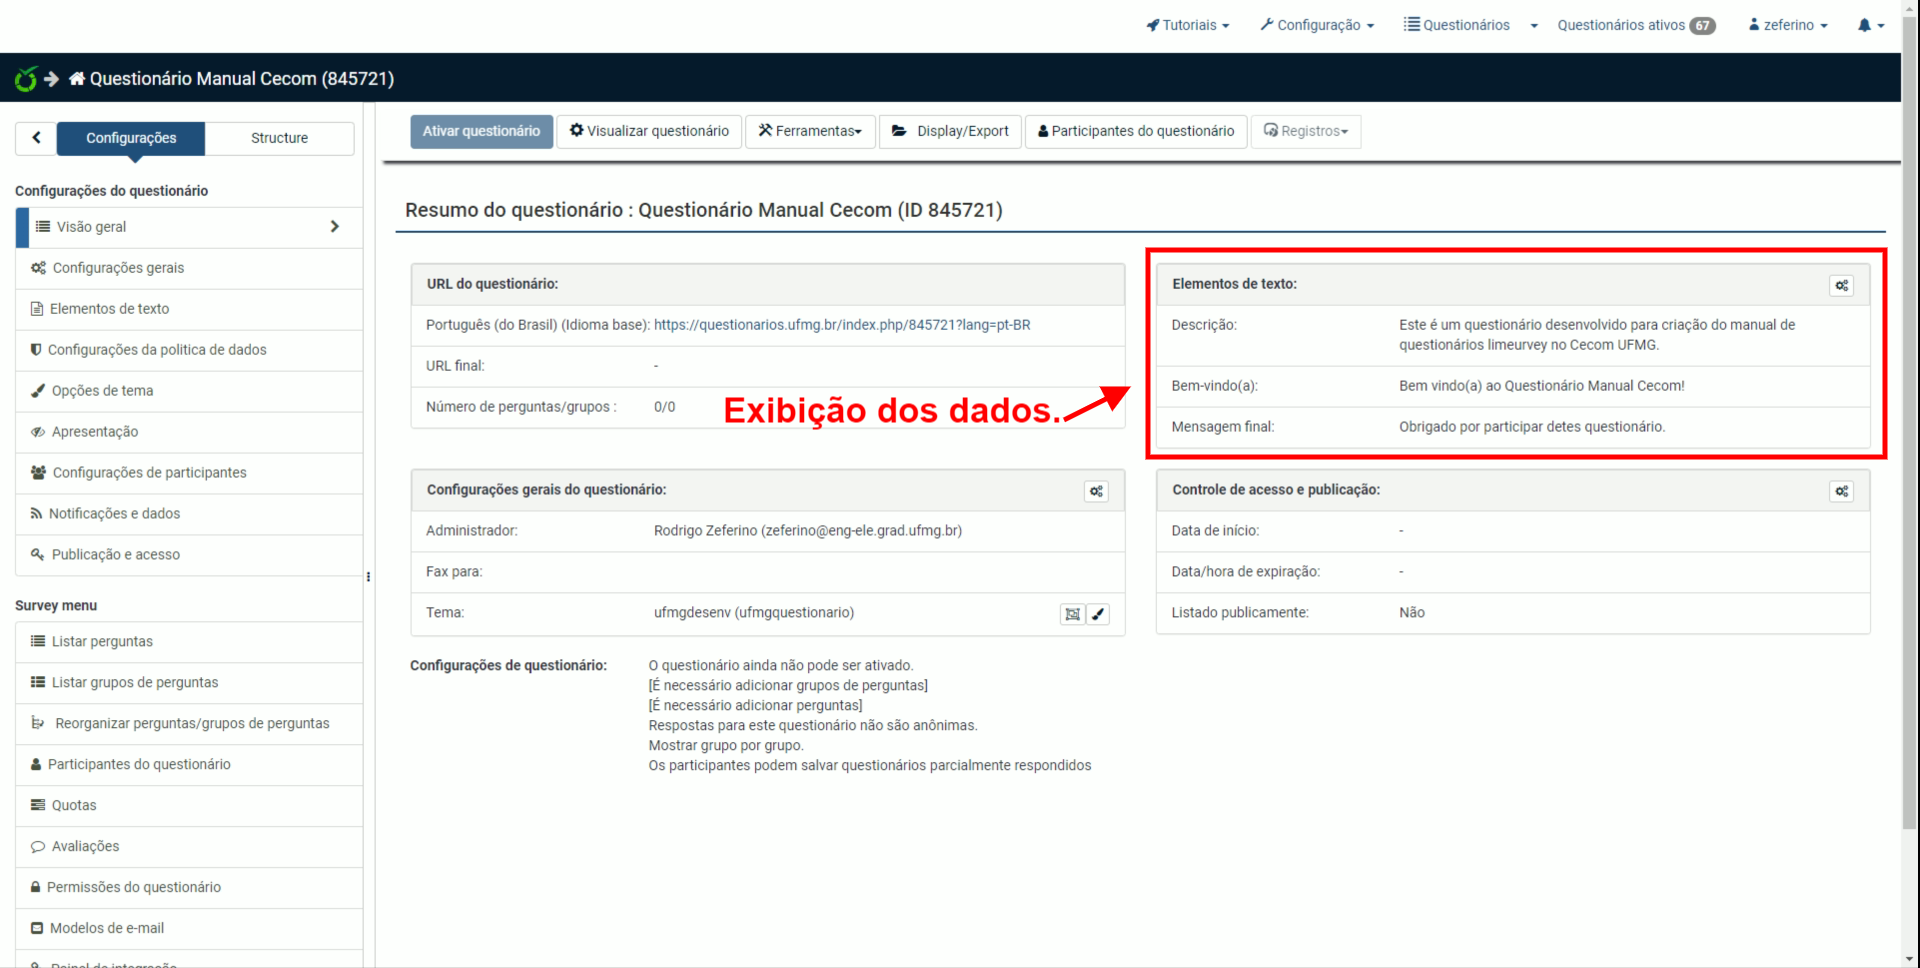 Tutoriais
Configuração
Questionários
Questionários ativos 67
zeferino
Questionário Manual Cecom (845721)
Configurações
Structure
Ativar questionário
Visualizar questionário
Ferramentas
Display/Export
Participantes do questionário
Registros
Configurações do questionário
Visão geral
Configurações gerais
Elementos de texto
Configurações da politica de dados
Opções de tema
Apresentação
Configurações de participantes
Notificações e dados
Publicação e acesso
Survey menu
Listar perguntas
Listar grupos de perguntas
Reorganizar perguntas/grupos de perguntas
Participantes do questionário
Quotas
Avaliações
Permissões do questionário
Modelos de e-mail
Painel de integração
Resumo do questionário : Questionário Manual Cecom (ID 845721)
URL do questionário:
Português (do Brasil) (Idioma base): https://questionarios.ufmg.br/index.php/845721?lang=pt-BR
URL final: -
Número de perguntas/grupos : 0/0
Exibição dos dados.
Elementos de texto:
Descrição: Este é um questionário desenvolvido para criação do manual de
questionários limeurvey no Cecom UFMG.
Bem-vindo(a): Bem vindo(a) ao Questionário Manual Cecom!
Mensagem final: Obrigado por participar detes questionário.
Configurações gerais do questionário:
Administrador: Rodrigo Zeferino (zeferino@eng-ele.grad.ufmg.br)
Fax para:
Tema: ufmgdesenv (ufmgquestionario)
Controle de acesso e publicação:
Data de início: -
Data/hora de expiração: -
Listado publicamente: Não
Configurações de questionário: O questionário ainda não pode ser ativado.
[É necessário adicionar grupos de perguntas]
[É necessário adicionar perguntas]
Respostas para este questionário não são anônimas.
Mostrar grupo por grupo.
Os participantes podem salvar questionários parcialmente respondidos